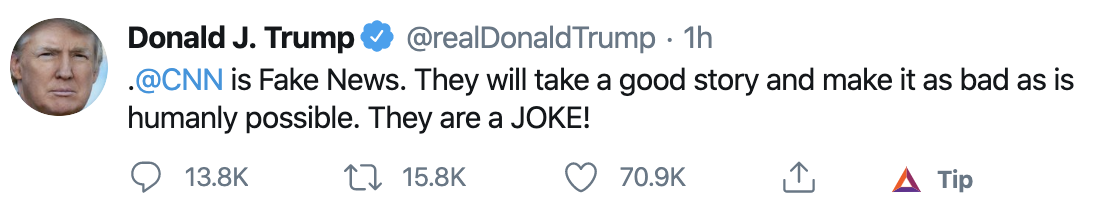 Donald J. Trump @realDonaldTrump · 1h
.@CNN is Fake News. They will take a good story and make it as bad as is
humanly possible. They are a JOKE!
13.8K 15.8K 70.9K Tip